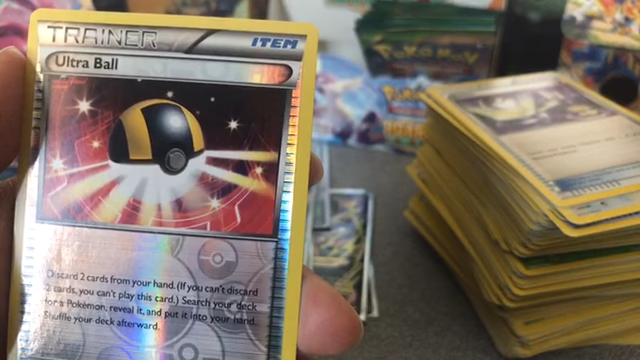 TRAINER
ITEM
Ultra Ball
Discard 2 cards from your hand. (If you can't discard
2 cards, you can't play this card.) Search your deck
for a Pokémon, reveal it, and put it into your hand.
Shuffle your deck afterward.
POKéMON
POKéMON